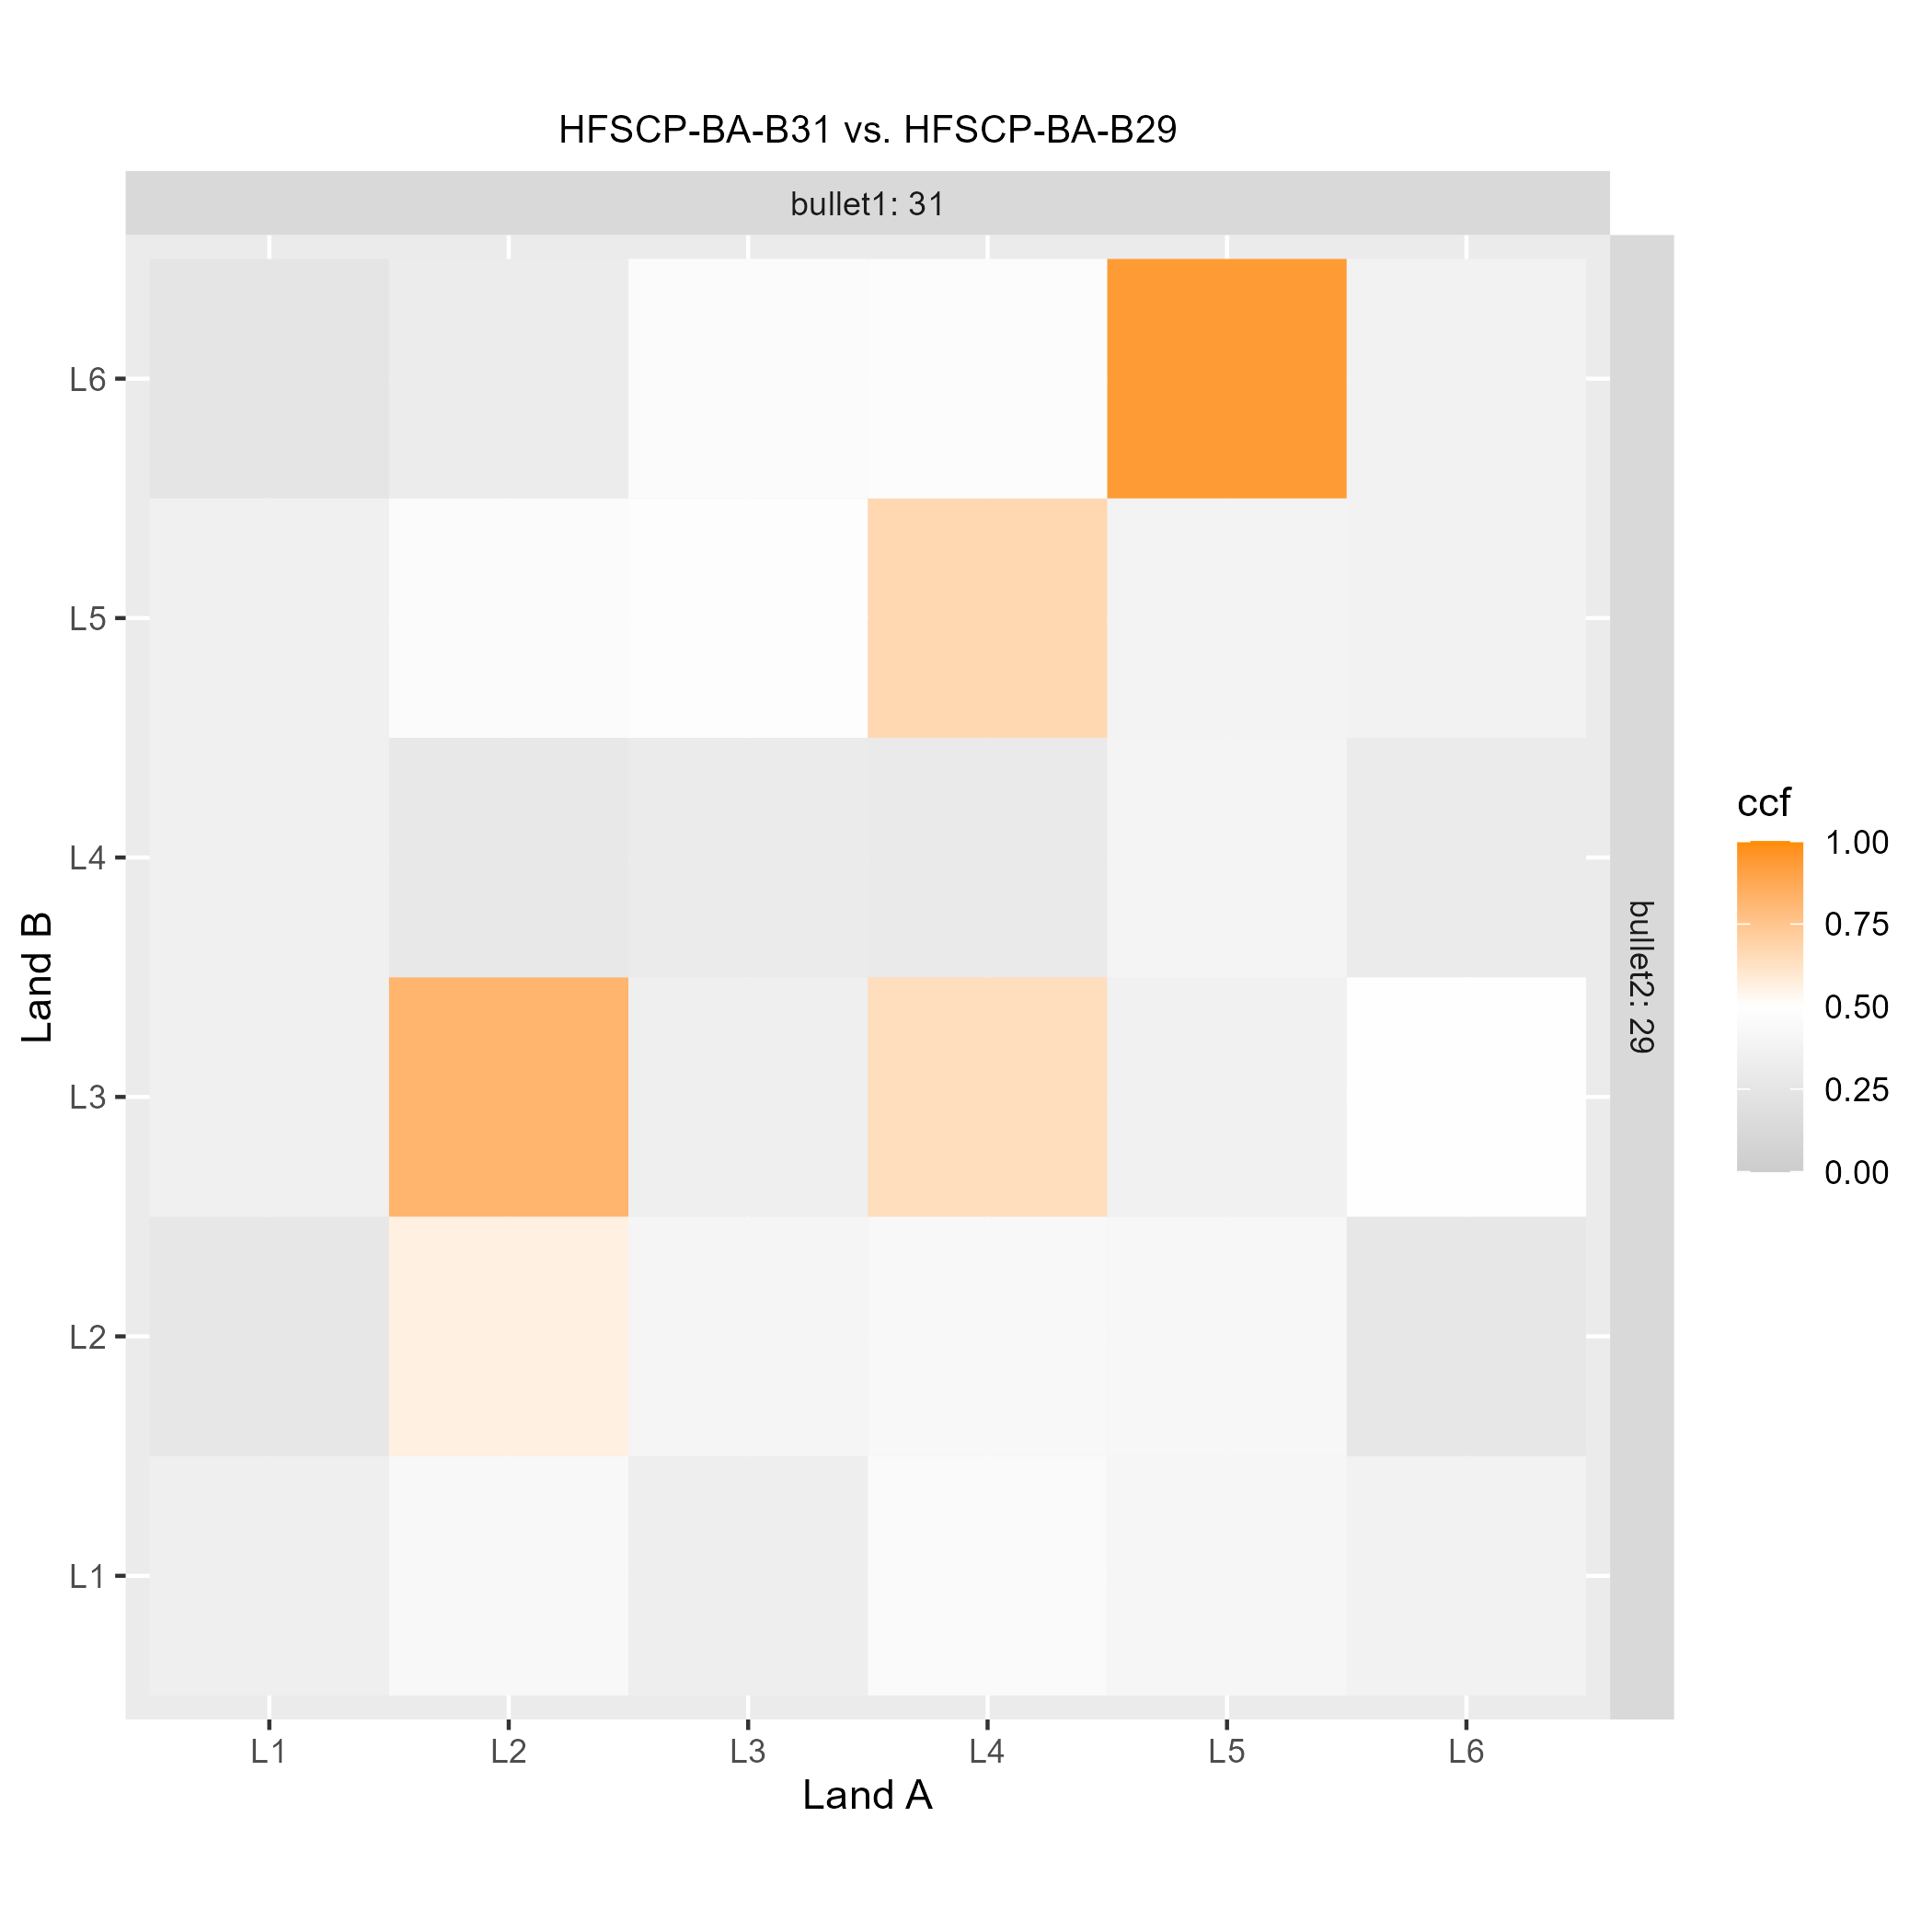 HFSCP-BA-B31 vs. HFSCP-BA-B29
bullet1: 31
L6
L5
L4
L3
L2
L1
Land B
bullet2: 29
L1 L2 L3 L4 L5 L6
Land A
ccf
1.00
0.75
0.50
0.25
0.00